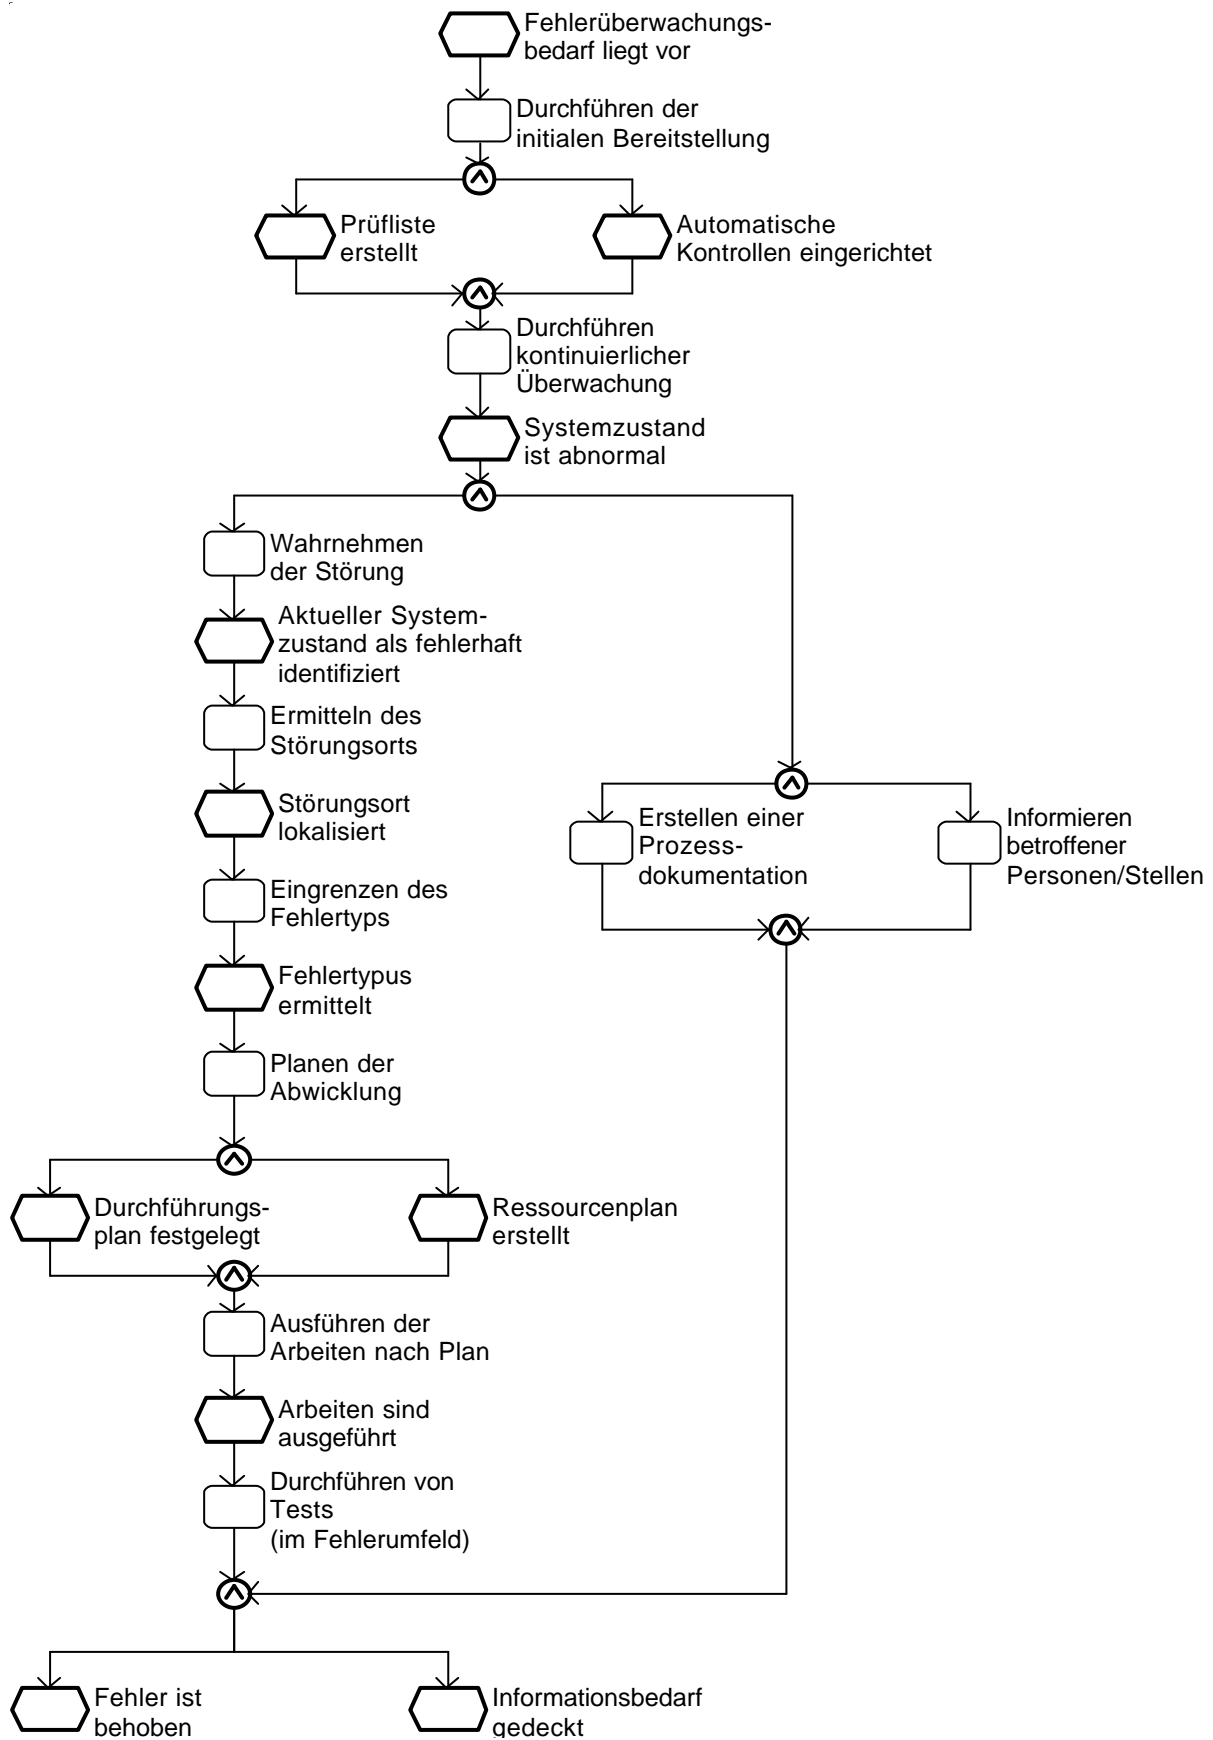 Fehlerüberwachungs-
bedarf liegt vor
Durchführen der
initialen Bereitstellung
Prüfliste
erstellt
Automatische
Kontrollen eingerichtet
Durchführen
kontinuierlicher
Überwachung
Systemzustand
ist abnormal
Wahrnehmen
der Störung
Aktueller System-
zustand als fehlerhaft
identifiziert
Ermitteln des
Störungsorts
Störungsort
lokalisiert
Erstellen einer
Prozess-
dokumentation
Informieren
betroffener
Personen/Stellen
Eingrenzen des
Fehlertyps
Fehlertypus
ermittelt
Planen der
Abwicklung
Durchführungs-
plan festgelegt
Ressourcenplan
erstellt
Ausführen der
Arbeiten nach Plan
Arbeiten sind
ausgeführt
Durchführen von
Tests
(im Fehlerumfeld)
Fehler ist
behoben
Informationsbedarf
gedeckt